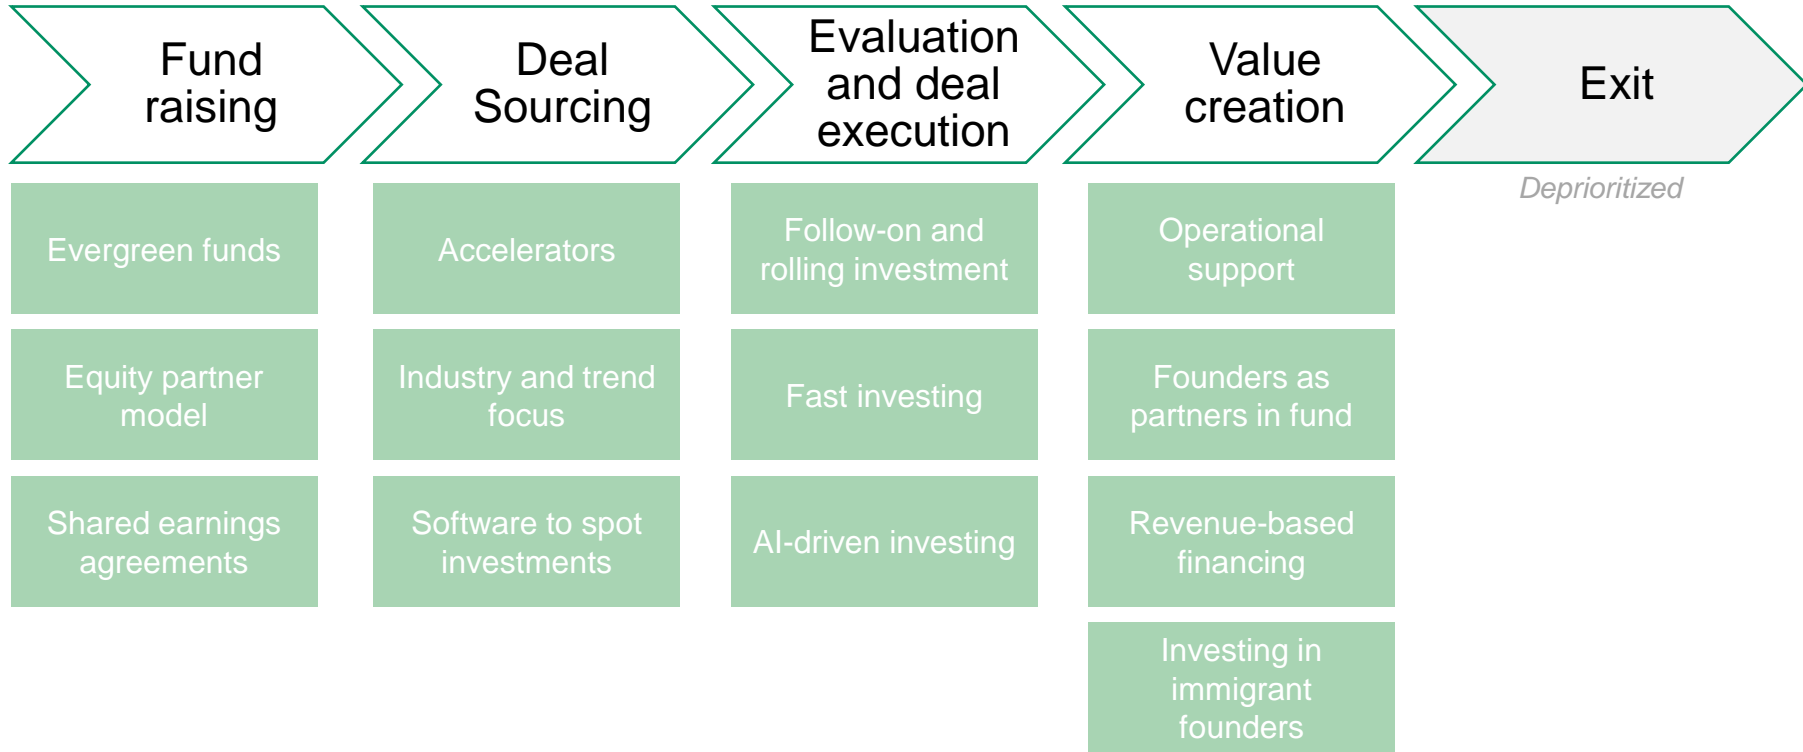 Fund
raising
Deal
Sourcing
Evaluation
and deal
execution
Value
creation
Exit
Deprioritized
Evergreen funds
Equity partner
model
Shared earnings
agreements
Accelerators
Industry and trend
focus
Software to spot
investments
Follow-on and
rolling investment
Fast investing
AI-driven investing
Operational
support
Founders as
partners in fund
Revenue-based
financing
Investing in
immigrant
founders